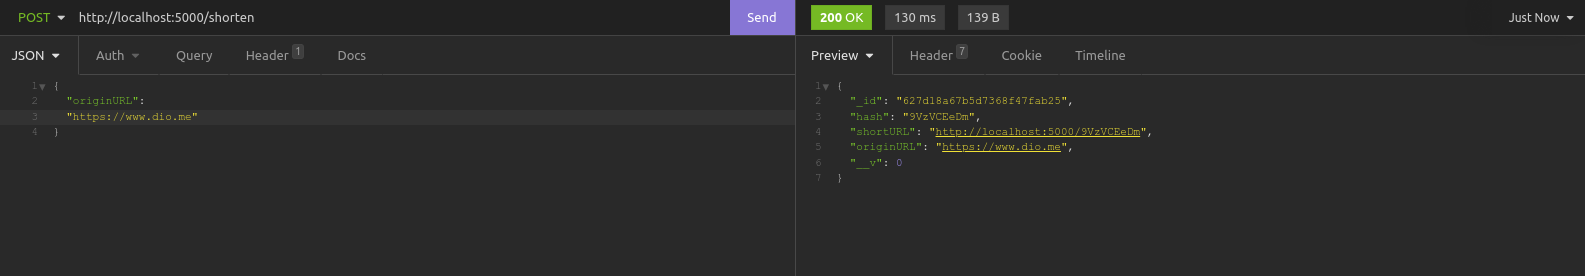 POST http://localhost:5000/shorten Send 200 OK 130 ms 139 B Just Now
JSON Auth Query Header 1 Docs Preview Header 7 Cookie Timeline
1 {
2 "originURL":
3 "https://www.dio.me"
4 }
1 {
2 "_id": "627d18a67b5d7368f47fab25",
3 "hash": "9VzVCEeDm",
4 "shortURL": "http://localhost:5000/9VzVCEeDm",
5 "originURL": "https://www.dio.me",
6 "__v": 0
7 }